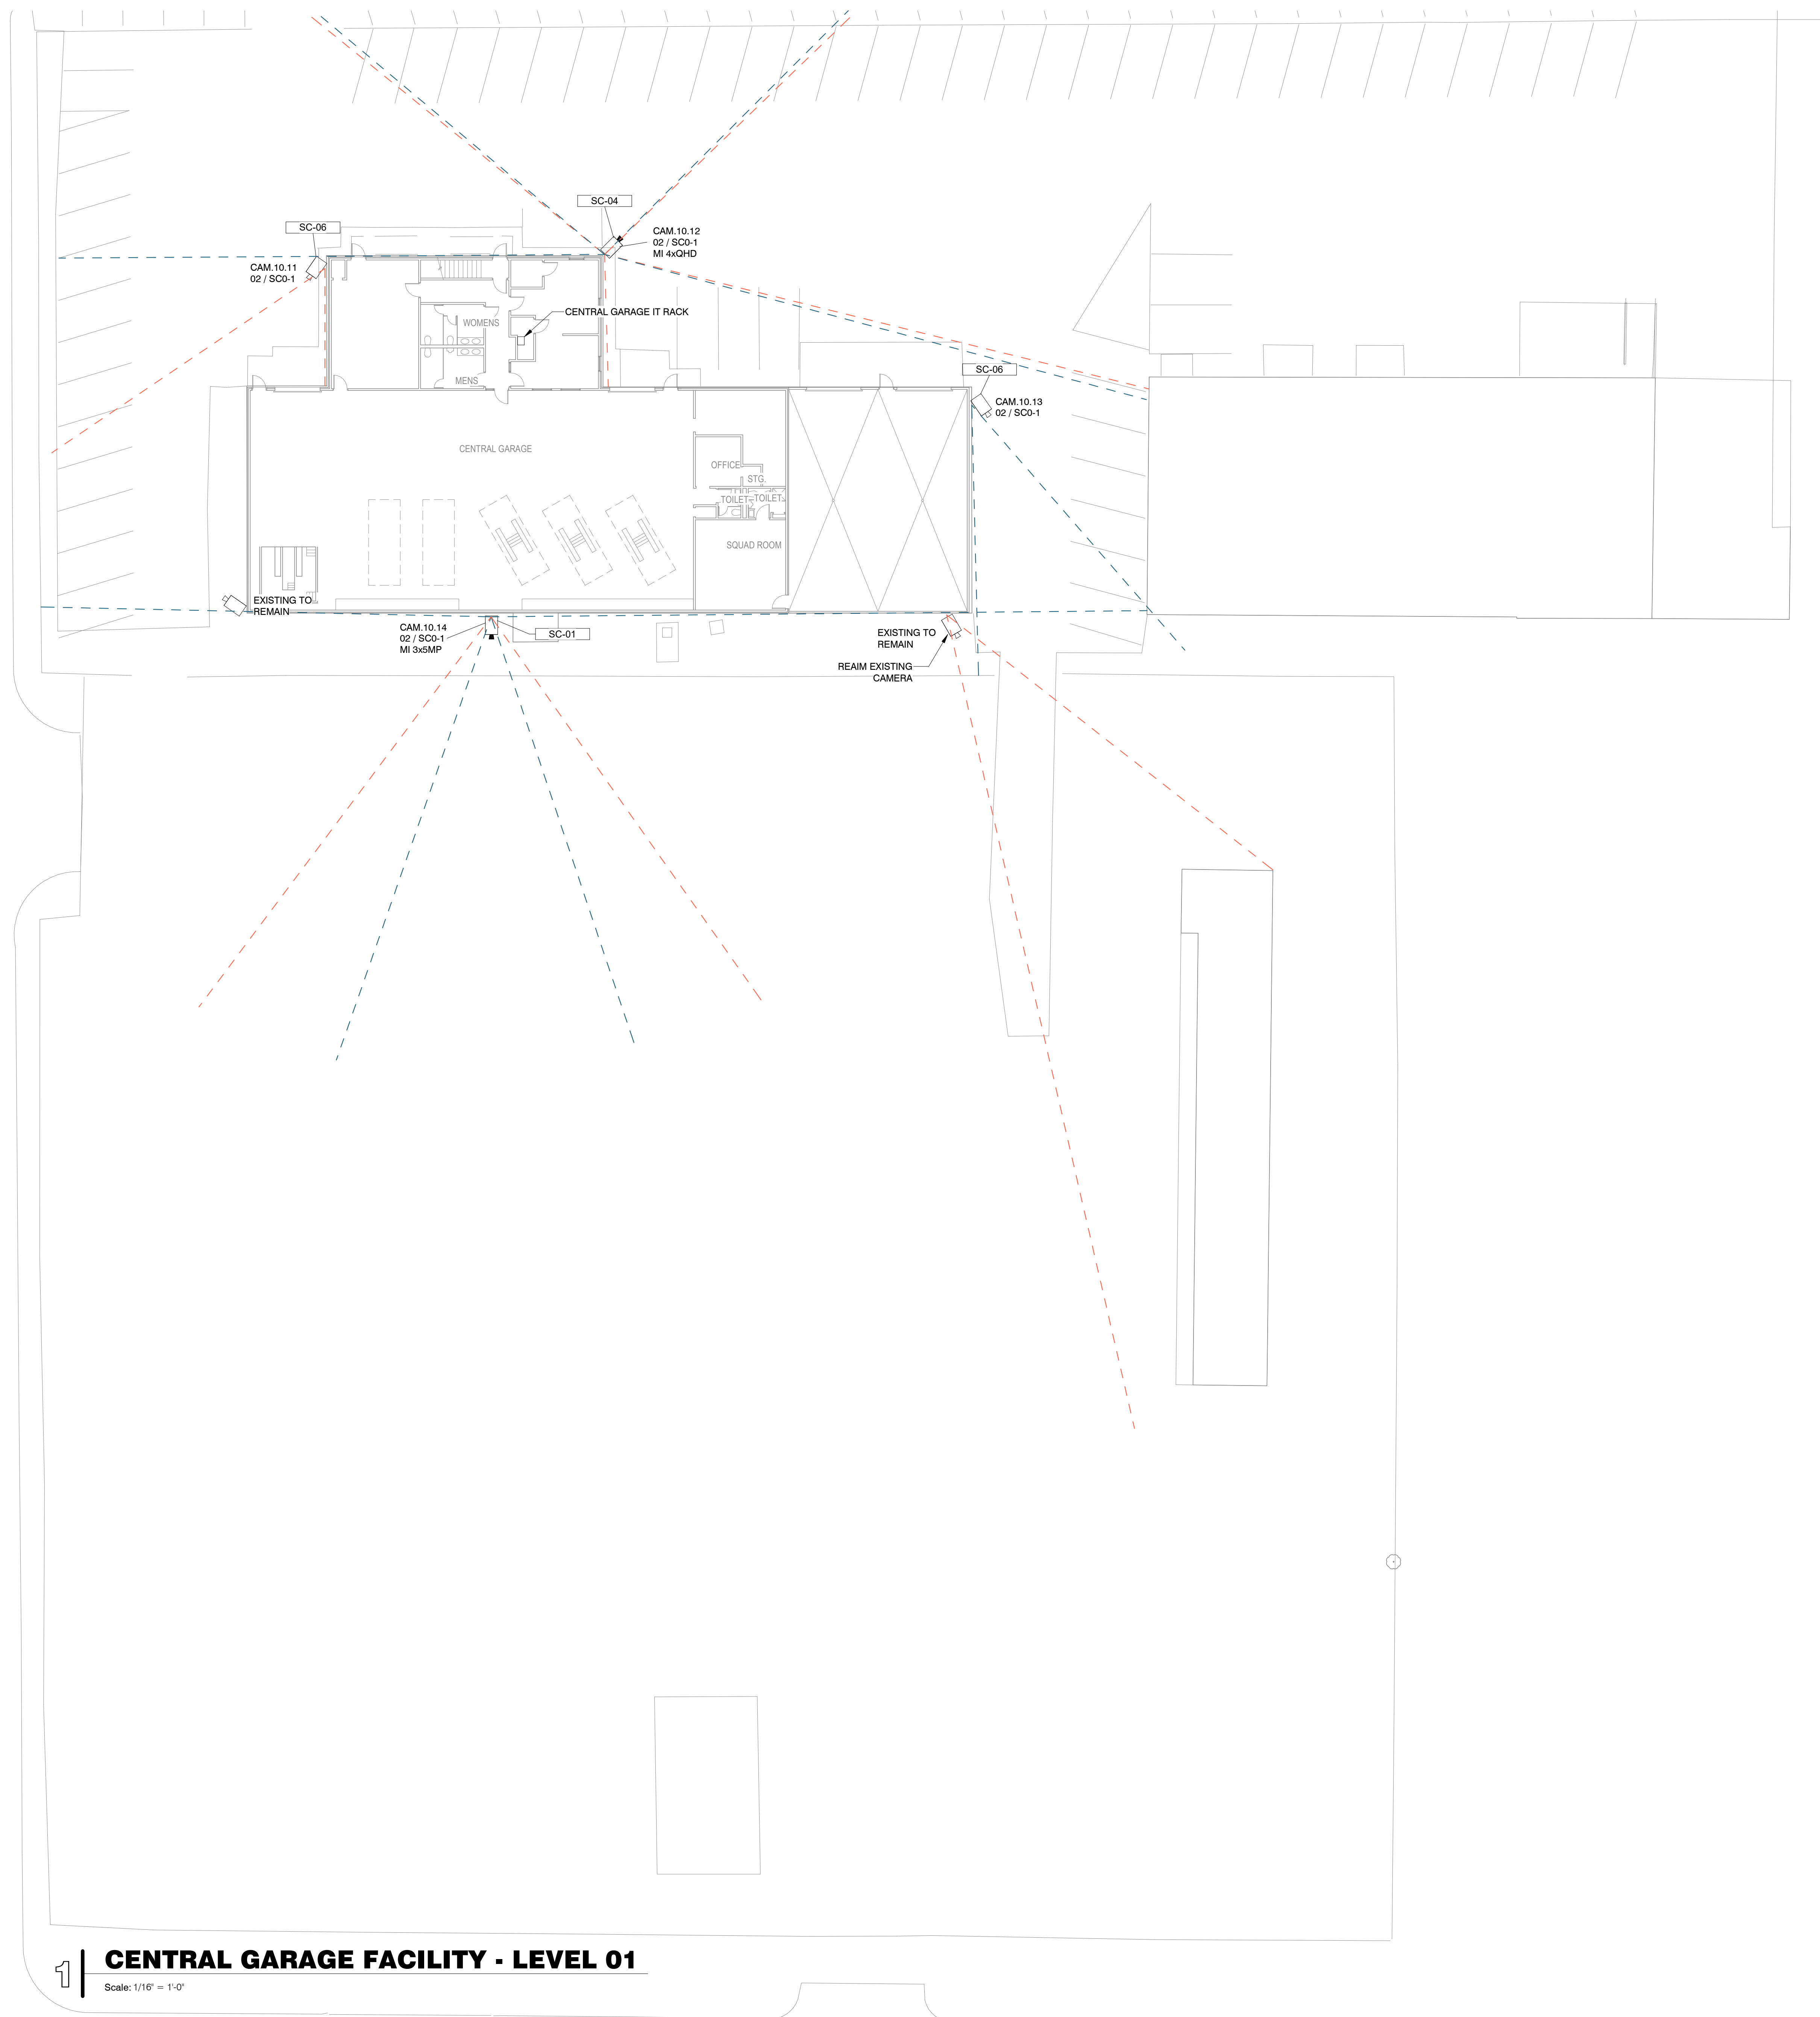 SC-04
SC-06
CAM.10.12
02 / SC0-1
MI 4xQHD
CAM.10.11
02 / SC0-1
CENTRAL GARAGE IT RACK
WOMENS
MENS
SC-06
CAM.10.13
02 / SC0-1
CENTRAL GARAGE
OFFICE
STG.
TOILET
TOILET
SQUAD ROOM
EXISTING TO
REMAIN
CAM.10.14
02 / SC0-1
MI 3x5MP
SC-01
EXISTING TO
REMAIN
REAIM EXISTING
CAMERA
1
CENTRAL GARAGE FACILITY - LEVEL 01
Scale: 1/16" = 1'-0"